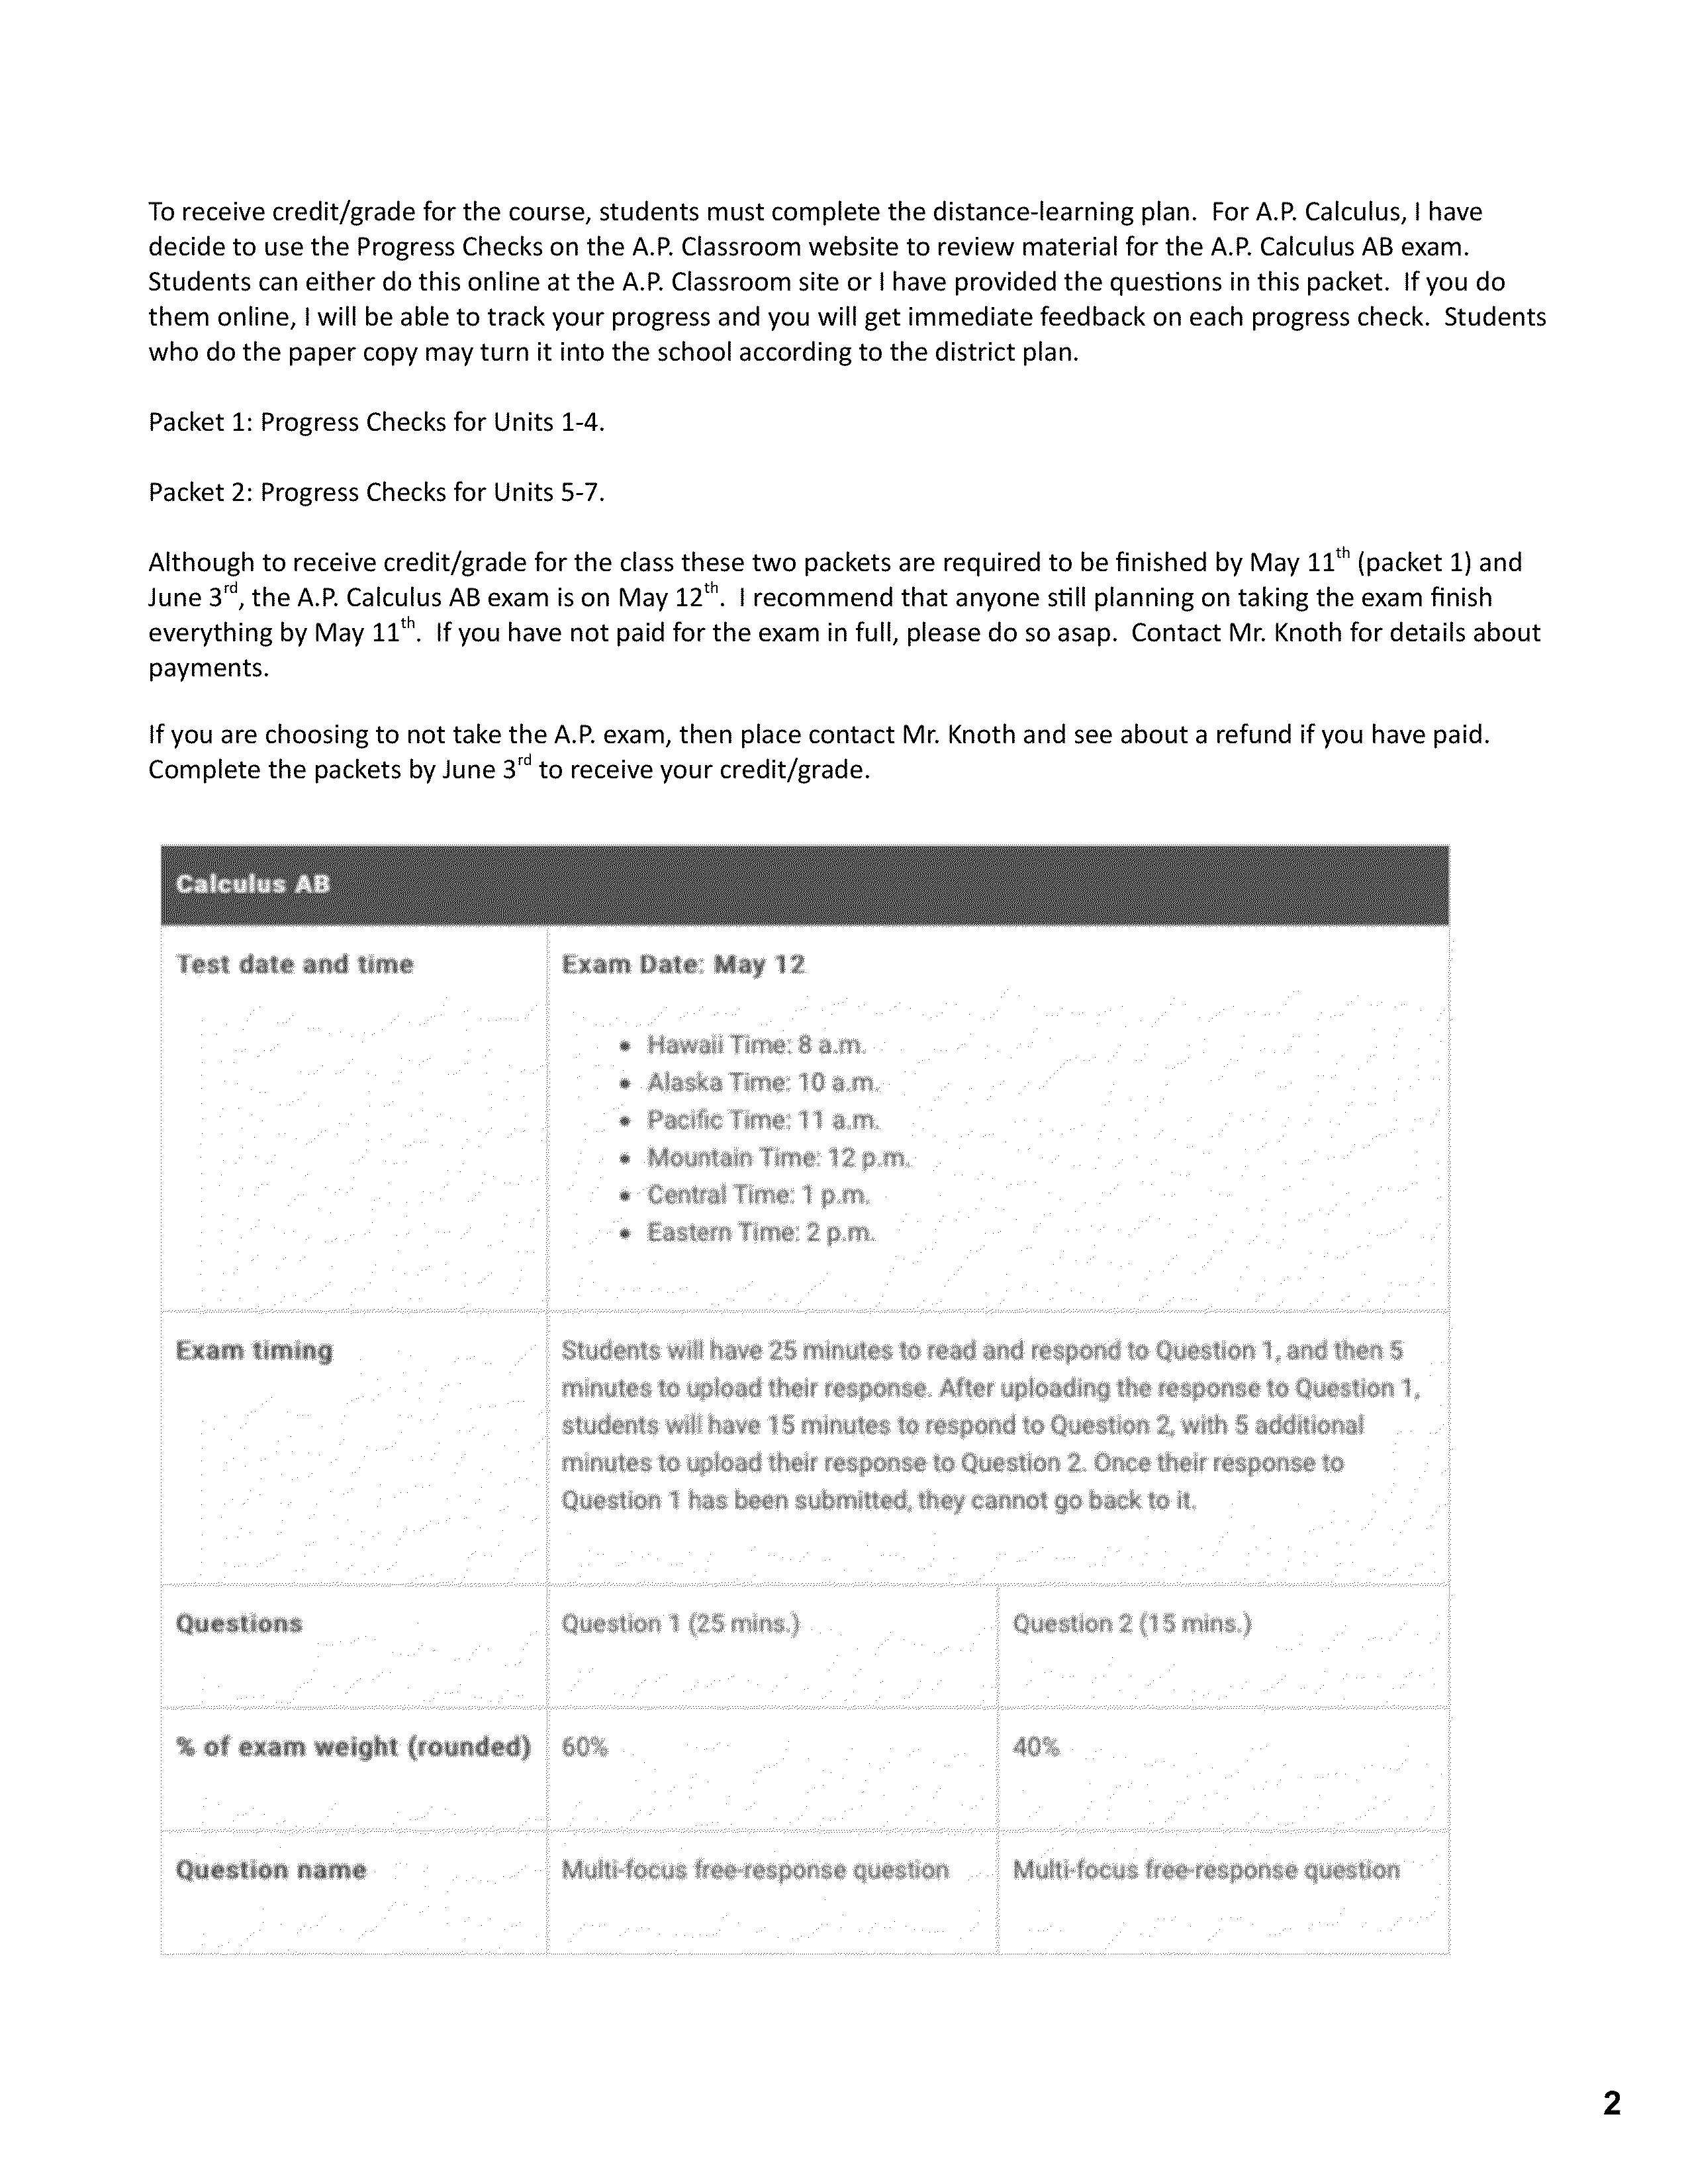 To receive credit/grade for the course, students must complete the distance-learning plan.  For A.P. Calculus, I have
decide to use the Progress Checks on the A.P. Classroom website to review material for the A.P. Calculus AB exam.
Students can either do this online at the A.P. Classroom site or I have provided the questions in this packet.  If you do
them online, I will be able to track your progress and you will get immediate feedback on each progress check.  Students
who do the paper copy may turn it into the school according to the district plan.
Packet 1: Progress Checks for Units 1-4.
Packet 2: Progress Checks for Units 5-7.
Although to receive credit/grade for the class these two packets are required to be finished by May 11th (packet 1) and
June 3rd, the A.P. Calculus AB exam is on May 12th.  I recommend that anyone still planning on taking the exam finish
everything by May 11th.  If you have not paid for the exam in full, please do so asap.  Contact Mr. Knoth for details about
payments.
If you are choosing to not take the A.P. exam, then place contact Mr. Knoth and see about a refund if you have paid.
Complete the packets by June 3rd to receive your credit/grade.
Calculus AB
Test date and time
Exam Date: May 12
• Hawaii Time: 8 a.m.
• Alaska Time: 10 a.m.
• Pacific Time: 11 a.m.
• Mountain Time: 12 p.m.
• Central Time: 1 p.m.
• Eastern Time: 2 p.m.
Exam timing
Students will have 25 minutes to read and respond to Question 1, and then 5
minutes to upload their response. After uploading the response to Question 1,
students will have 15 minutes to respond to Question 2, with 5 additional
minutes to upload their response to Question 2. Once their response to
Question 1 has been submitted, they cannot go back to it.
Questions
Question 1 (25 mins.)
Question 2 (15 mins.)
% of exam weight (rounded)
60%
40%
Question name
Multi-focus free-response question
Multi-focus free-response question
2